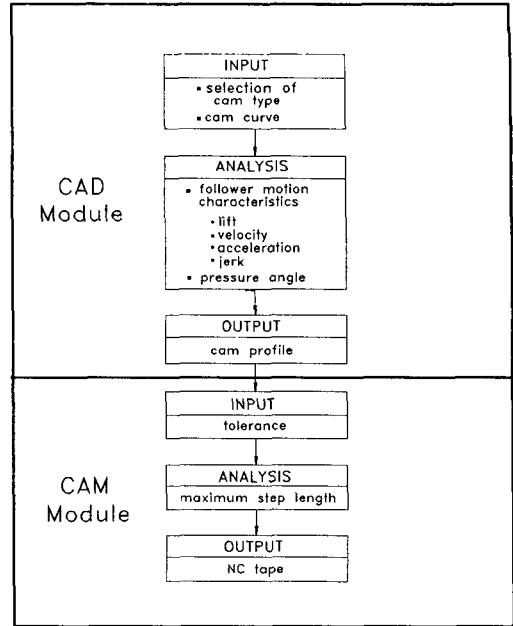 INPUT
▪ selection of
cam type
▪ cam curve
CAD
Module
ANALYSIS
▪ follower motion
characteristics
• lift
• velocity
• acceleration
• jerk
▪ pressure angle
OUTPUT
cam profile
CAM
Module
INPUT
tolerance
ANALYSIS
maximum step length
OUTPUT
NC tape